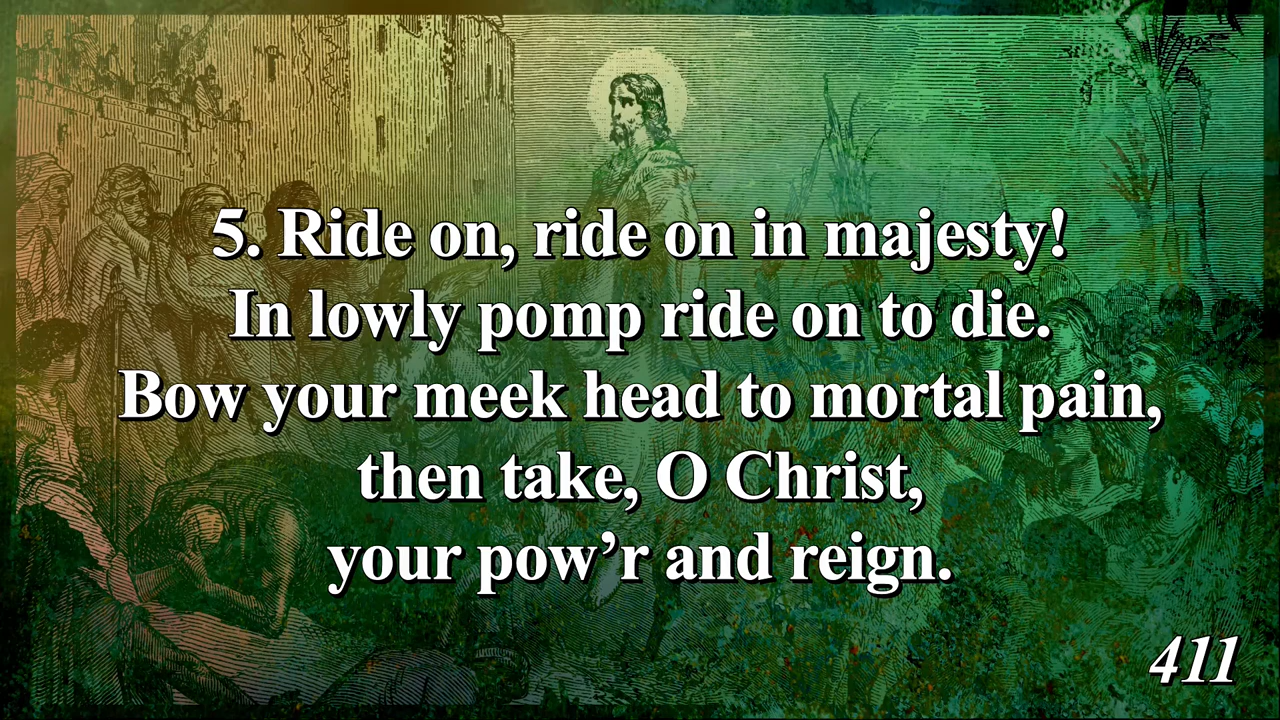 5. Ride on, ride on in majesty!
In lowly pomp ride on to die.
Bow your meek head to mortal pain,
then take, O Christ,
your pow’r and reign.
411